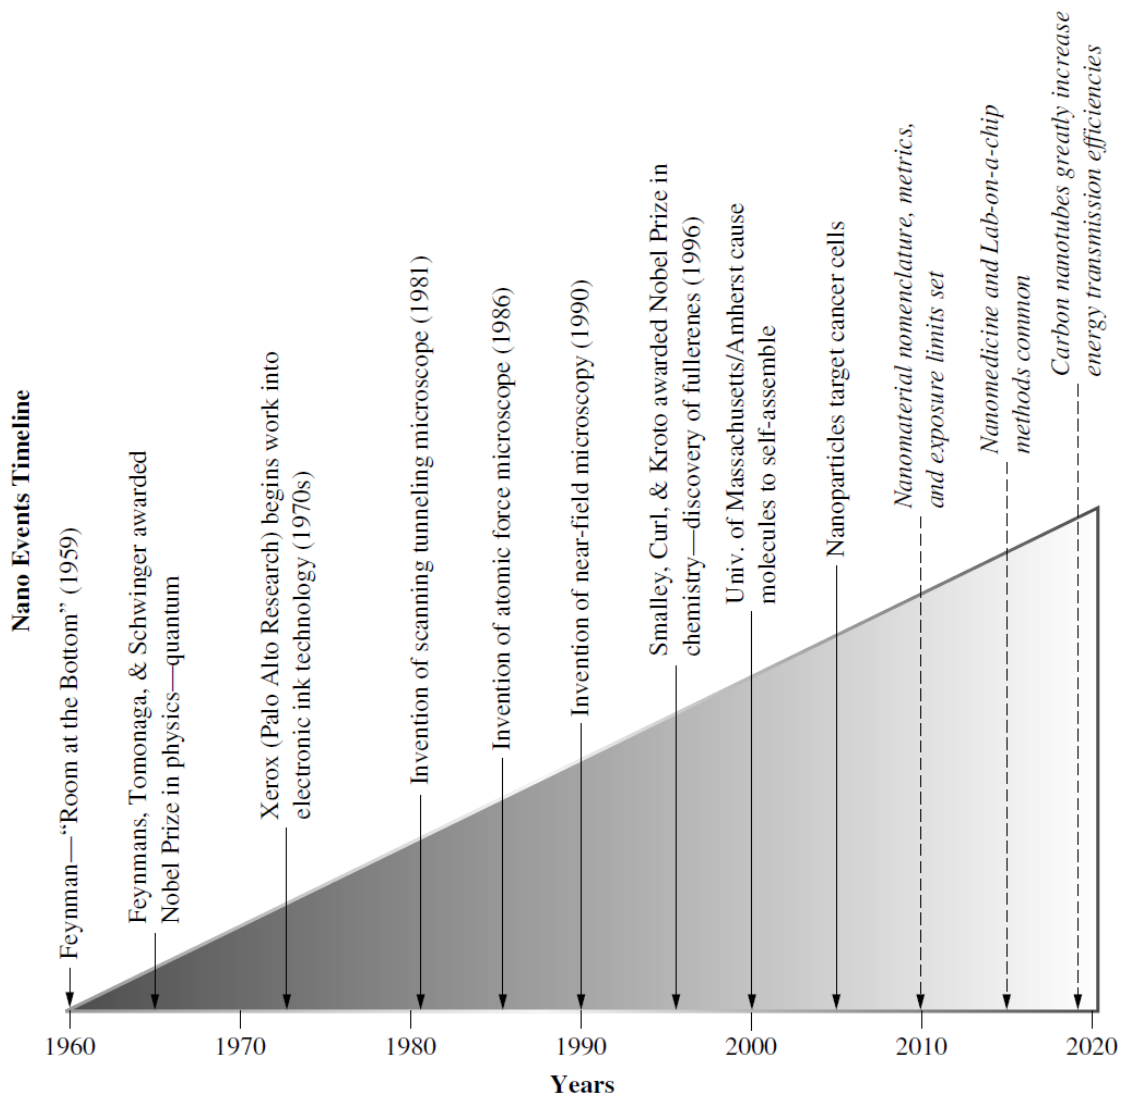 Nano Events Timeline
Feynman—“Room at the Bottom” (1959)
Feynmans, Tomonaga, & Schwinger awarded
Nobel Prize in physics—quantum
Xerox (Palo Alto Research) begins work into
electronic ink technology (1970s)
Invention of scanning tunneling microscope (1981)
Invention of atomic force microscope (1986)
Invention of near-field microscopy (1990)
Smalley, Curl, & Kroto awarded Nobel Prize in
chemistry—discovery of fullerenes (1996)
Univ. of Massachusetts/Amherst cause
molecules to self-assemble
Nanoparticles target cancer cells
Nanomaterial nomenclature, metrics,
and exposure limits set
Nanomedicine and Lab-on-a-chip
methods common
Carbon nanotubes greatly increase
energy transmission efficiencies
1960 1970 1980 1990 2000 2010 2020
Years